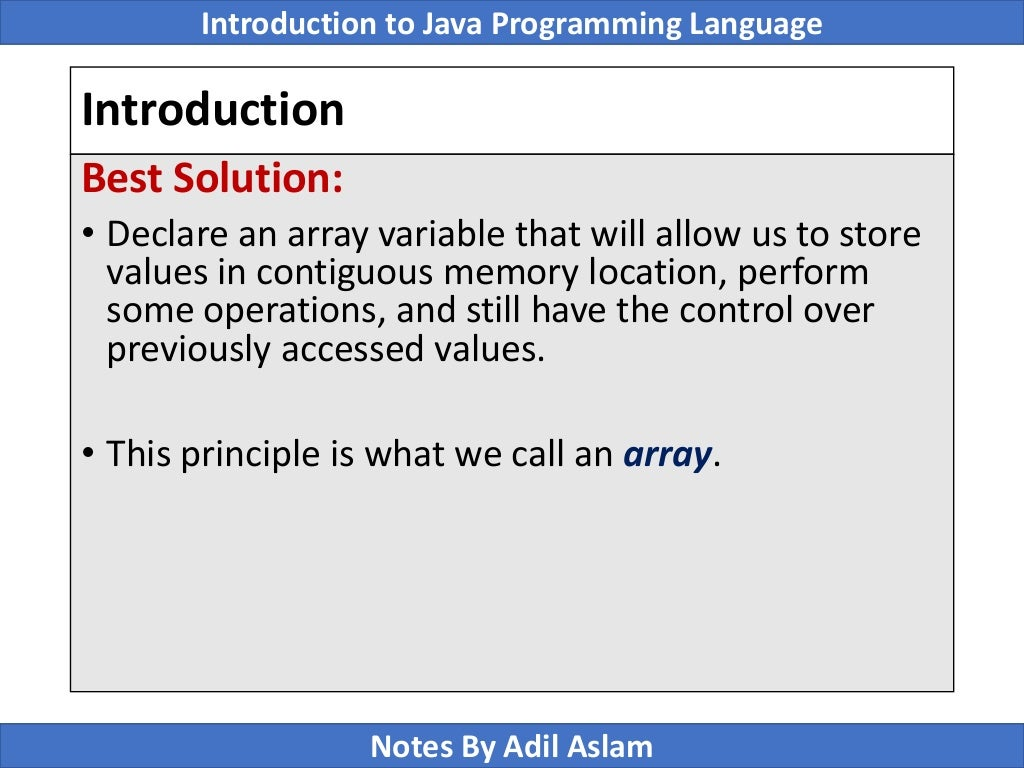 Introduction to Java Programming Language
Introduction
Best Solution:
• Declare an array variable that will allow us to store
values in contiguous memory location, perform
some operations, and still have the control over
previously accessed values.
• This principle is what we call an array.
Notes By Adil Aslam